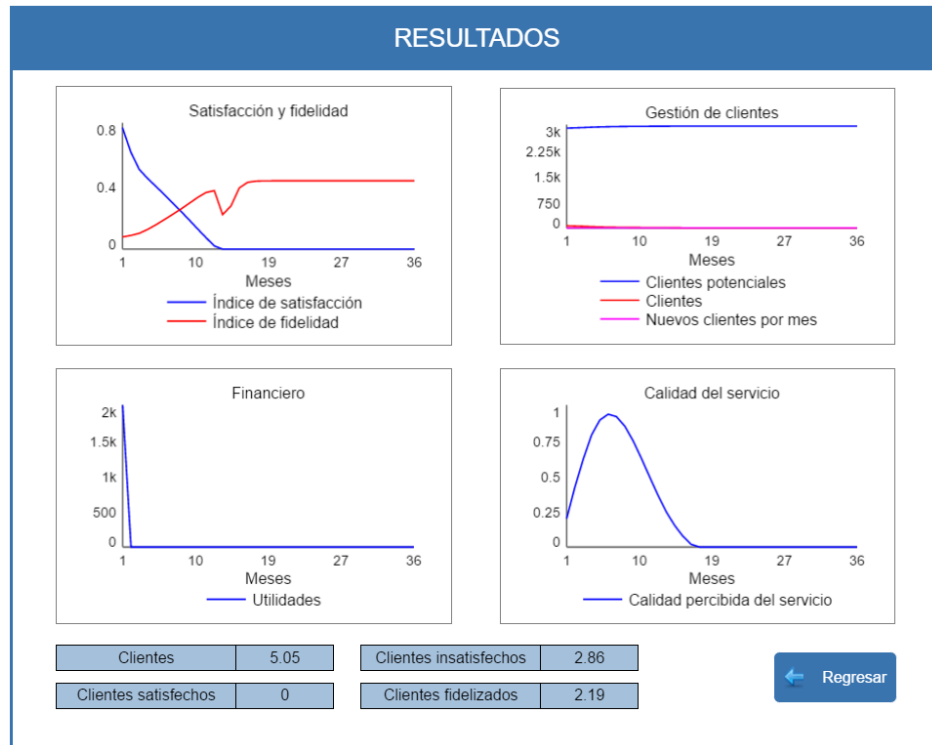 RESULTADOS
Satisfacción y fidelidad
0.8
0.4
0
1 10 19 27 36
Meses
Índice de satisfacción
Índice de fidelidad
Gestión de clientes
3k
2.25k
1.5k
750
0
1 10 19 27 36
Meses
Clientes potenciales
Clientes
Nuevos clientes por mes
Financiero
2k
1.5k
1k
500
0
1 10 19 27 36
Meses
Utilidades
Calidad del servicio
1
0.75
0.5
0.25
0
1 10 19 27 36
Meses
Calidad percibida del servicio
Clientes 5.05
Clientes insatisfechos 2.86
Clientes satisfechos 0
Clientes fidelizados 2.19
Regresar